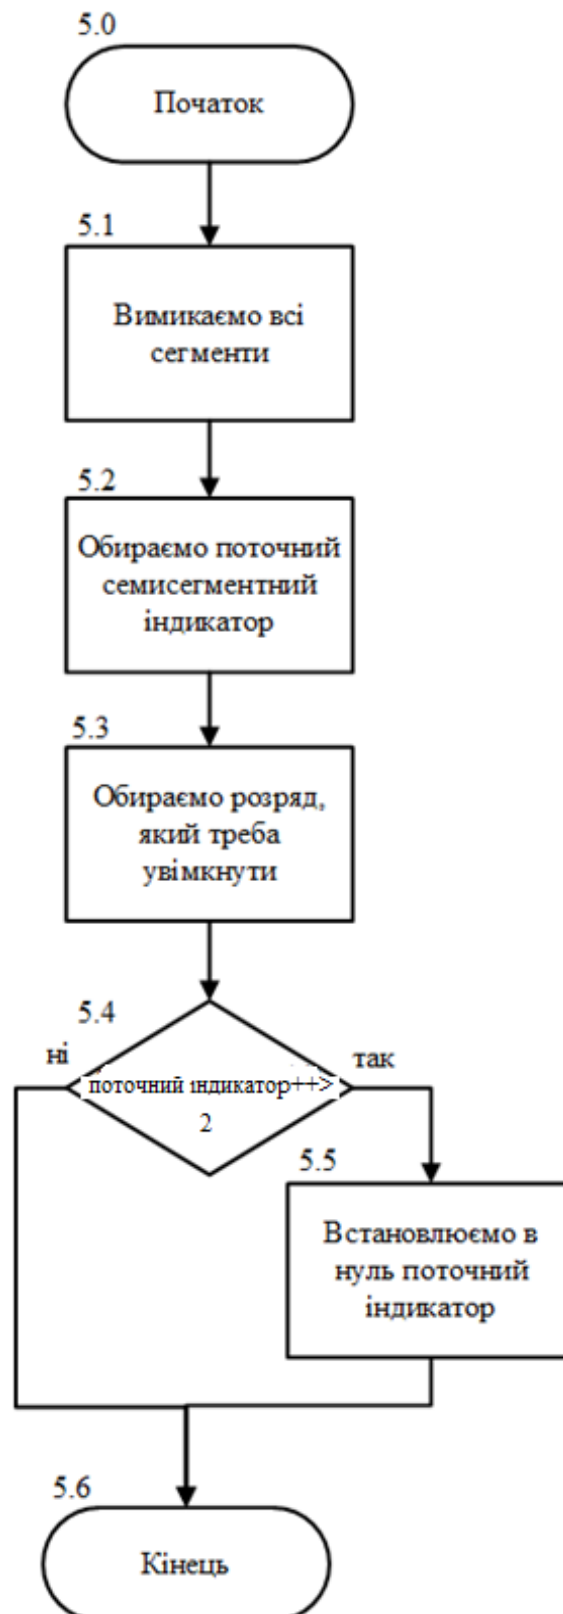 5.0
Початок
5.1
Вимикаємо всі
сегменти
5.2
Обираємо поточний
семисегментний
індикатор
5.3
Обираємо розряд,
який треба
увімкнути
5.4
ні
так
поточний індикатор++>
2
5.5
Встановлюємо в
нуль поточний
індикатор
5.6
Кінець